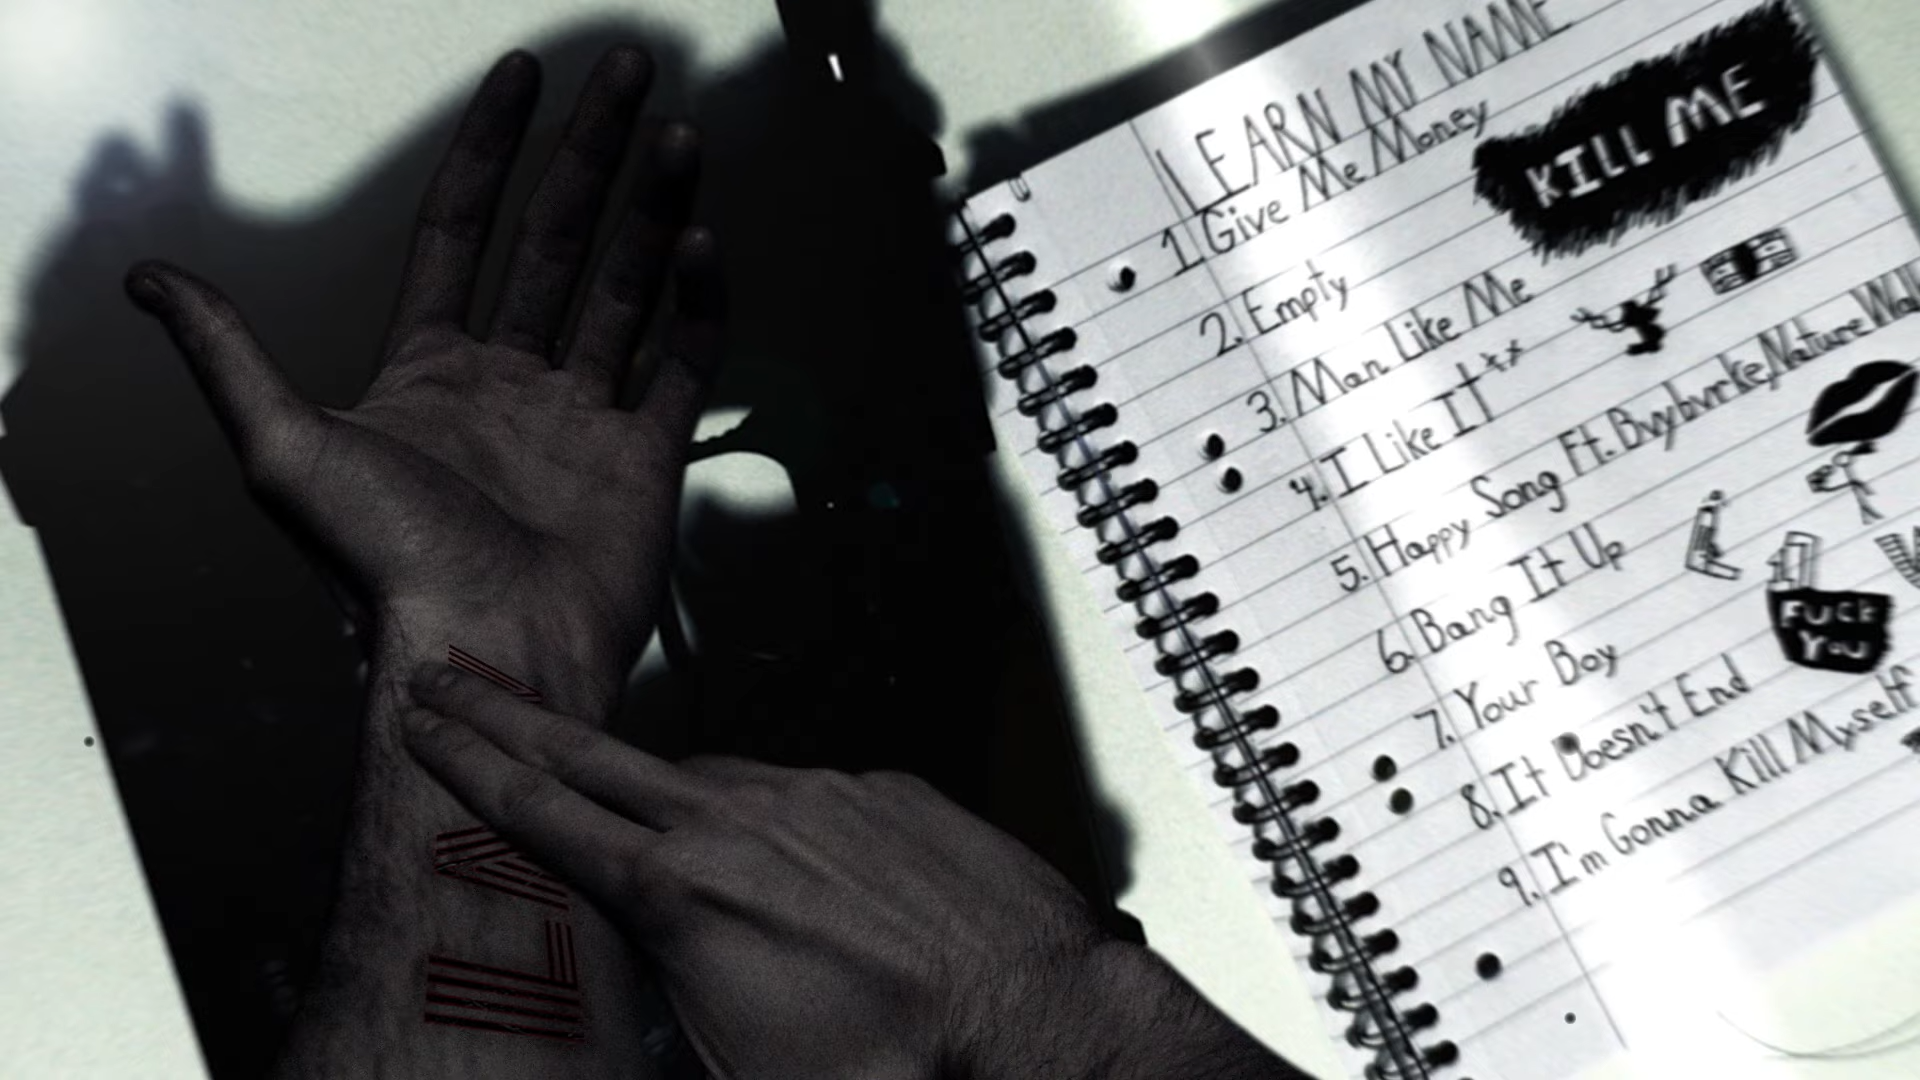 LEARN MY NAME
1. Give Me Money
KILL ME
2. Empty
3. Man Like Me
4. I Like It**
5. Happy Song Ft. Bvybvrke, Nature
6. Bang It Up
FUCK
YOU
7. Your Boy
8. It Doesn't End
9. I'm Gonna Kill Myself